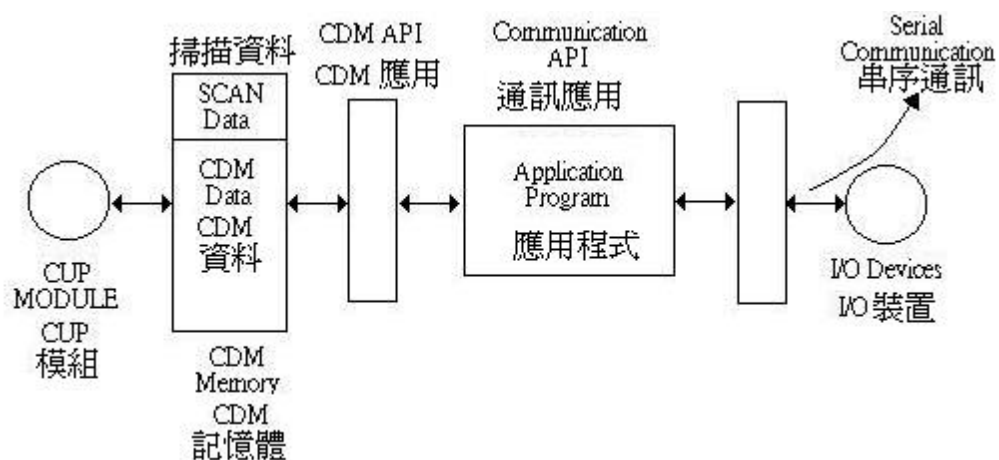 掃描資料
SCAN
Data
CDM
Data
CDM
資料
CDM API
CDM 應用
Communication
API
通訊應用
Application
Program
應用程式
Serial
Communication
串序通訊
CUP
MODULE
CUP
模組
CDM
Memory
CDM
記憶體
I/O Devices
I/O 裝置